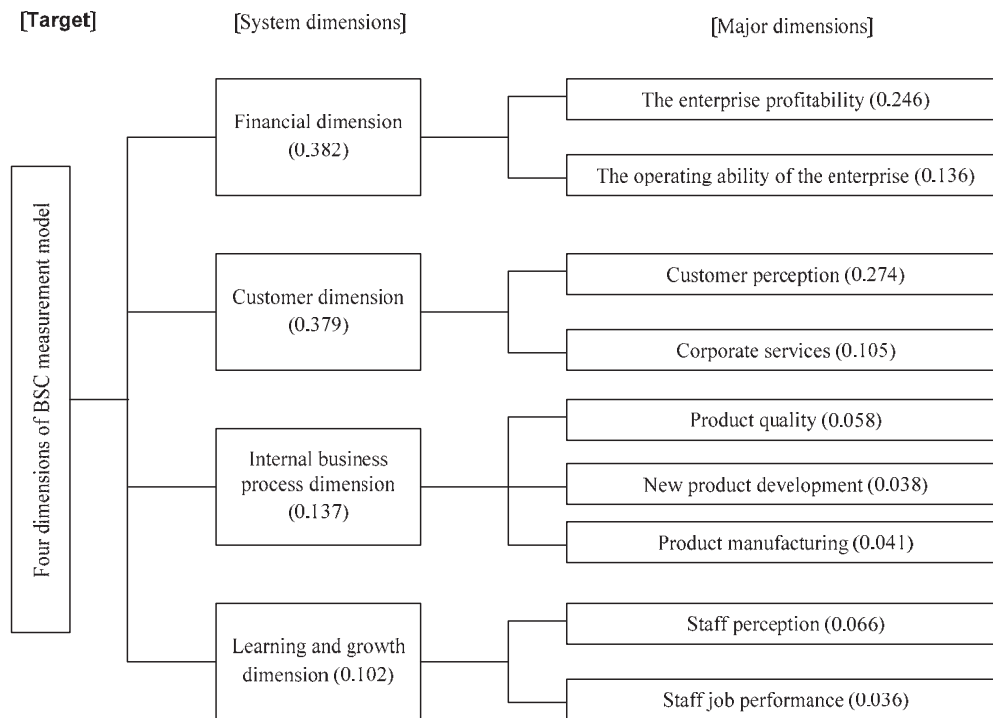 [Target]
[System dimensions]
[Major dimensions]
Four dimensions of BSC measurement model
Financial dimension
(0.382)
The enterprise profitability (0.246)
The operating ability of the enterprise (0.136)
Customer dimension
(0.379)
Customer perception (0.274)
Corporate services (0.105)
Internal business
process dimension
(0.137)
Product quality (0.058)
New product development (0.038)
Product manufacturing (0.041)
Learning and growth
dimension (0.102)
Staff perception (0.066)
Staff job performance (0.036)